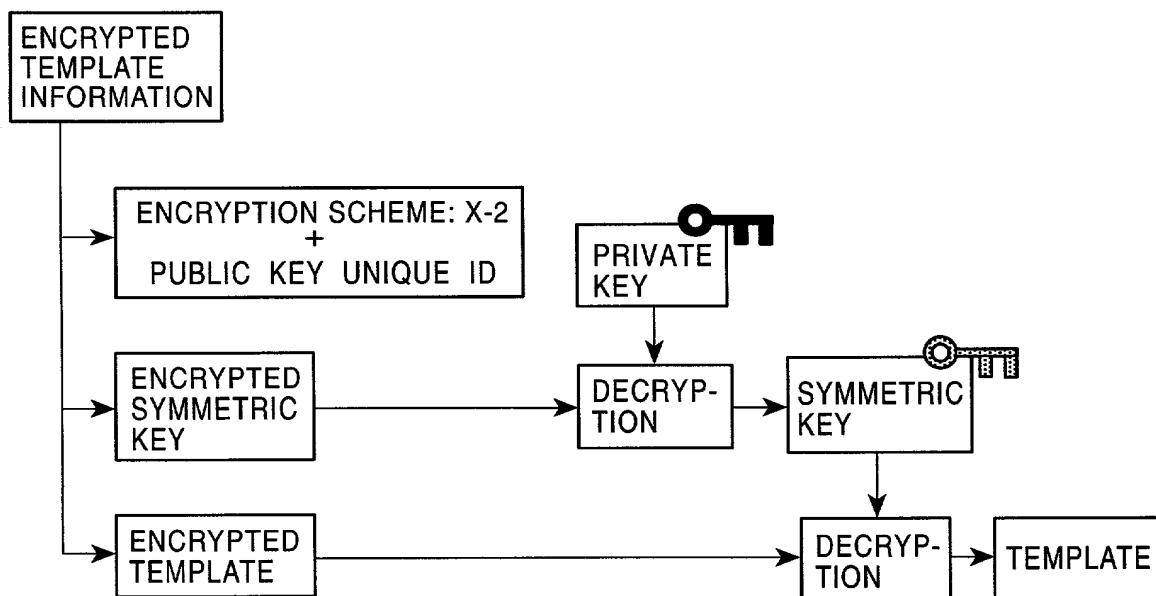 ENCRYPTED
TEMPLATE
INFORMATION
ENCRYPTION SCHEME: X-2
+
PUBLIC KEY UNIQUE ID
PRIVATE
KEY
ENCRYPTED
SYMMETRIC
KEY
DECRYP-
TION
SYMMETRIC
KEY
ENCRYPTED
TEMPLATE
DECRYP-
TION
TEMPLATE